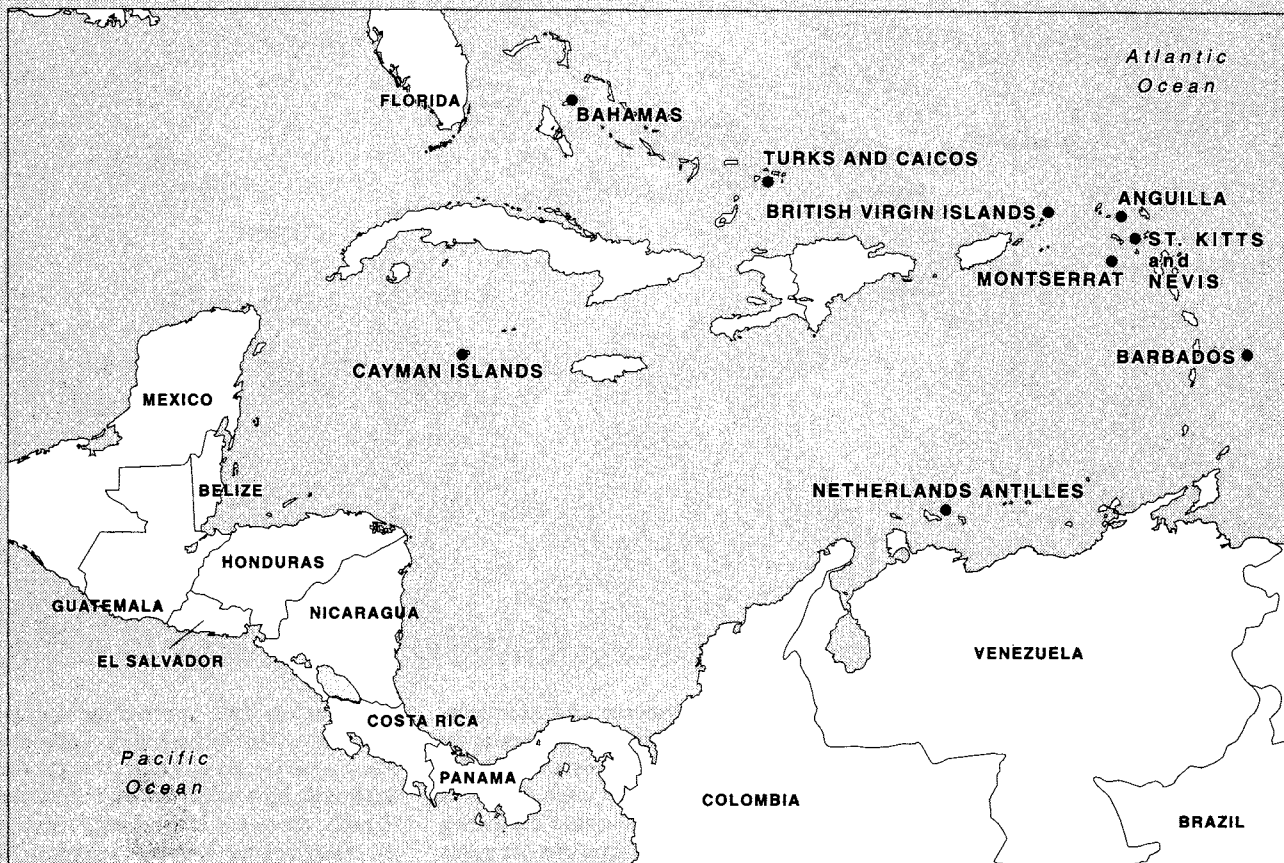 Atlantic
Ocean
FLORIDA
BAHAMAS
TURKS AND CAICOS
BRITISH VIRGIN ISLANDS
ANGUILLA
ST. KITTS
and
NEVIS
MONTSERRAT
CAYMAN ISLANDS
BARBADOS
MEXICO
BELIZE
NETHERLANDS ANTILLES
HONDURAS
GUATEMALA
NICARAGUA
EL SALVADOR
VENEZUELA
COSTA RICA
Pacific
Ocean
PANAMA
COLOMBIA
BRAZIL